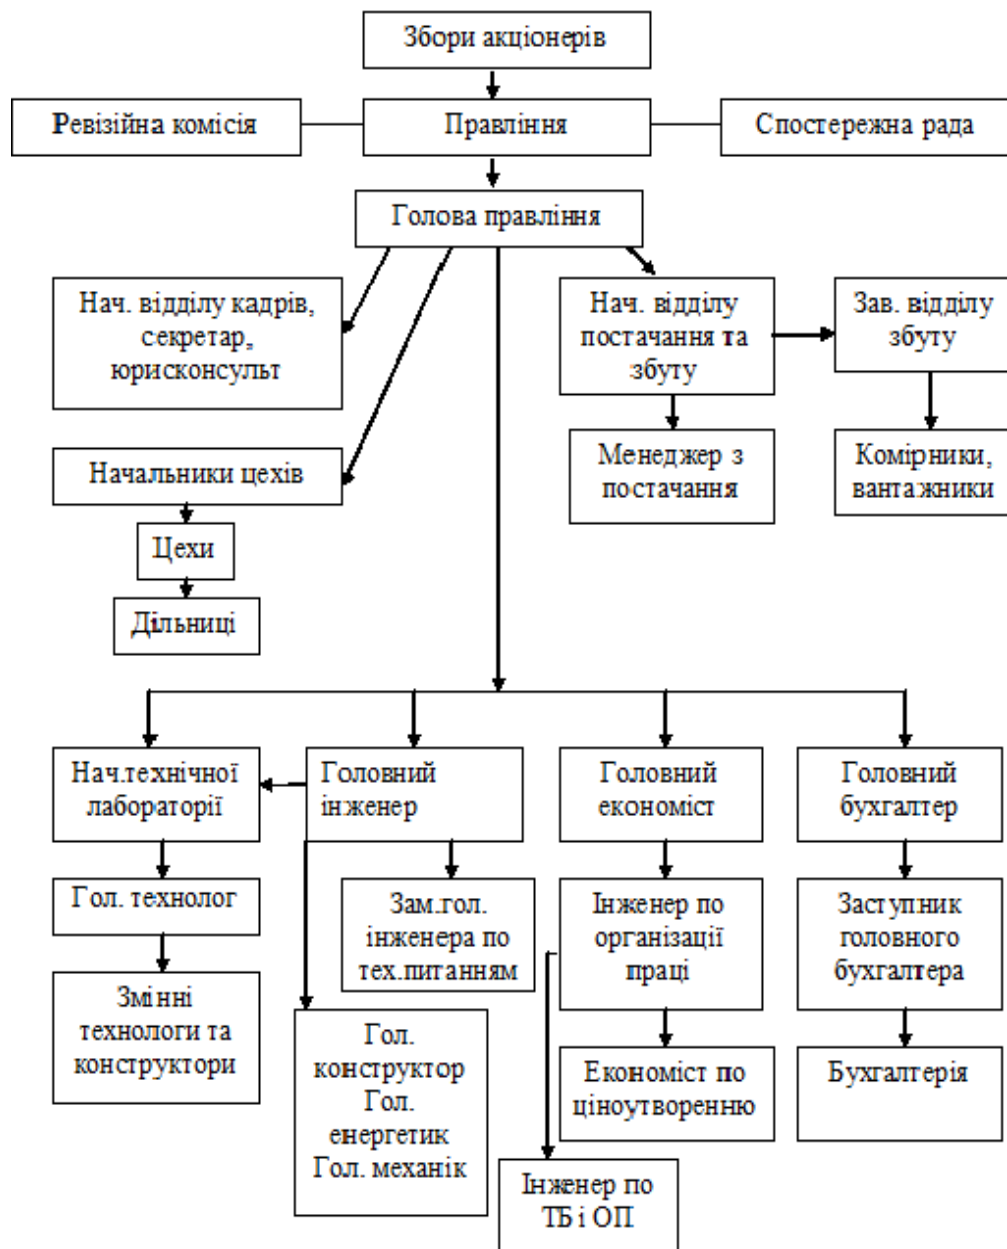 Збори акціонерів
Ревізійна комісія
Правління
Спостережна рада
Голова правління
Нач. відділу кадрів,
секретар,
юрисконсульт
Нач. відділу
постачання та
збуту
Зав. відділу
збуту
Менеджер з
постачання
Комірники,
вантажники
Начальники цехів
Цехи
Дільниці
Нач.технічної
лабораторії
Головний
інженер
Головний
економіст
Головний
бухгалтер
Гол. технолог
Зам.гол.
інженера по
тех.питанням
Інженер по
організації
праці
Заступник
головного
бухгалтера
Змінні
технологи та
конструктори
Гол.
конструктор
Гол.
енергетик
Гол. механік
Економіст по
ціноутворенню
Бухгалтерія
Інженер по
ТБ і ОП